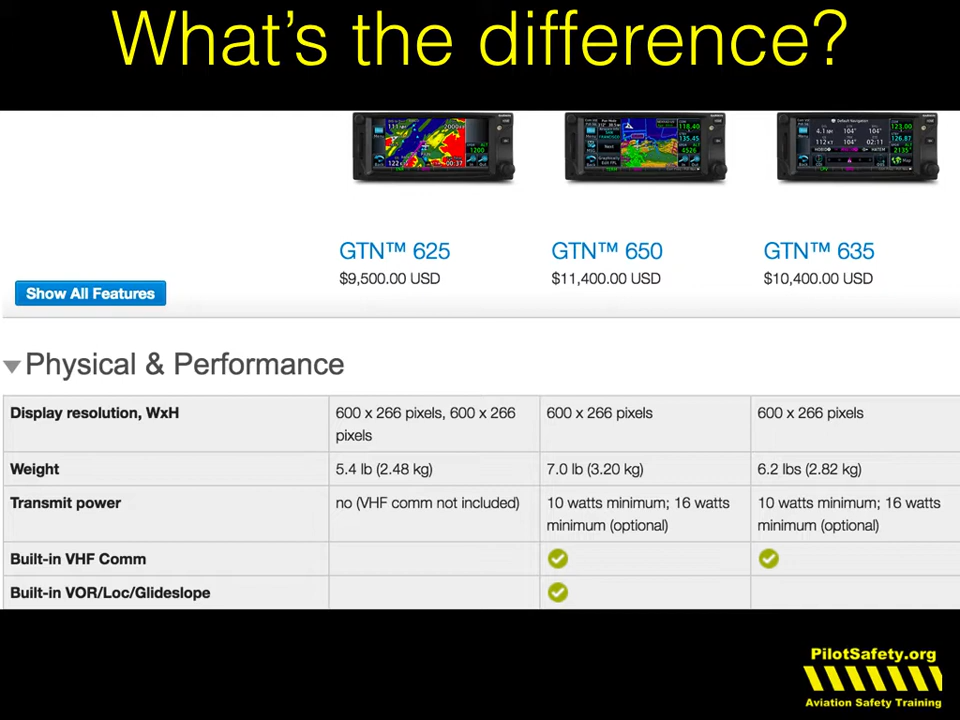 What's the difference?
GTN™ 625
GTN™ 650
GTN™ 635
$9,500.00 USD
$11,400.00 USD
$10,400.00 USD
Show All Features
Physical & Performance
Display resolution, WxH
600 x 266 pixels, 600 x 266
pixels
600 x 266 pixels
600 x 266 pixels
Weight
5.4 lb (2.48 kg)
7.0 lb (3.20 kg)
6.2 lbs (2.82 kg)
Transmit power
no (VHF comm not included)
10 watts minimum; 16 watts
minimum (optional)
10 watts minimum; 16 watts
minimum (optional)
Built-in VHF Comm
Built-in VOR/Loc/Glideslope
PilotSafety.org
Aviation Safety Training